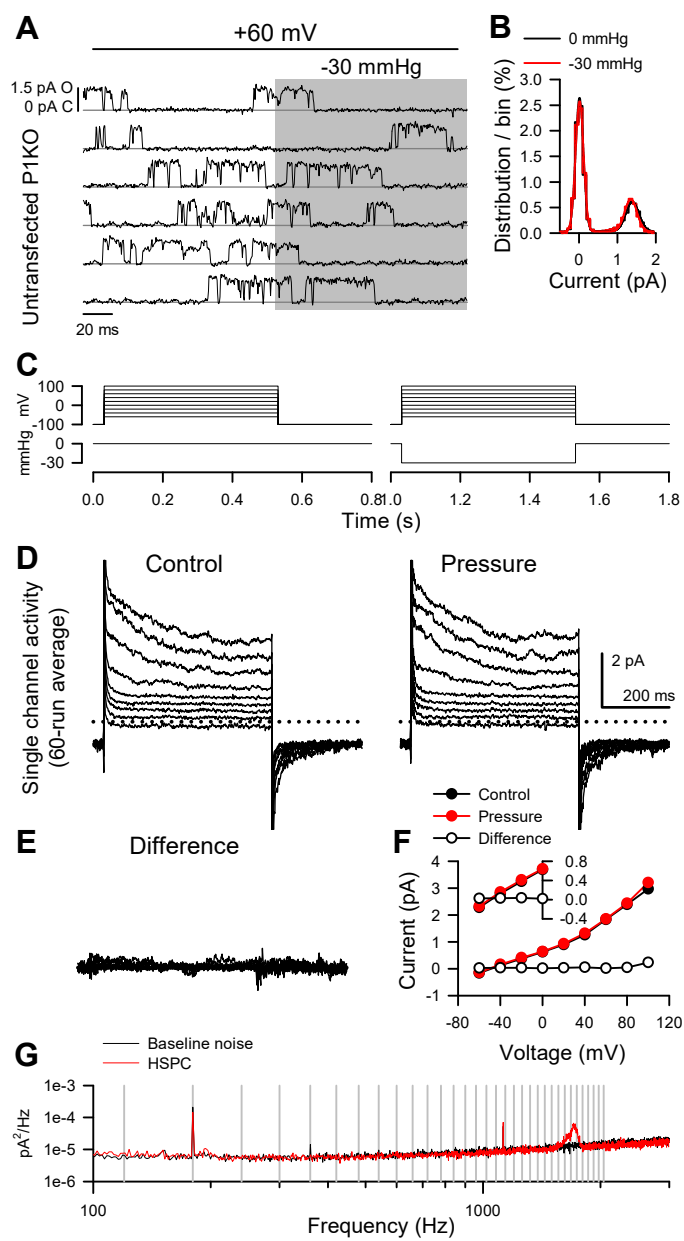 A
+60 mV
-30 mmHg
1.5 pA O
0 pA C
Untransfected P1KO
20 ms
B
0 mmHg
-30 mmHg
Distribution / bin (%)
3.0
2.5
2.0
1.5
1.0
0.5
0.0
0 1 2
Current (pA)
C
100
0
-100
mV
0
-30
mmHg
0.0 0.2 0.4 0.6 0.8
1.0 1.2 1.4 1.6 1.8
Time (s)
D
Control
Pressure
Single channel activity
(60-run average)
2 pA
200 ms
E
Difference
Control
Pressure
Difference
F
Current (pA)
4
3
2
1
0
-1
0.8
0.4
0.0
-0.4
-80 -40 0 40 80 120
Voltage (mV)
G
Baseline noise
HSPC
pA²/Hz
1e-3
1e-4
1e-5
1e-6
100 1000
Frequency (Hz)